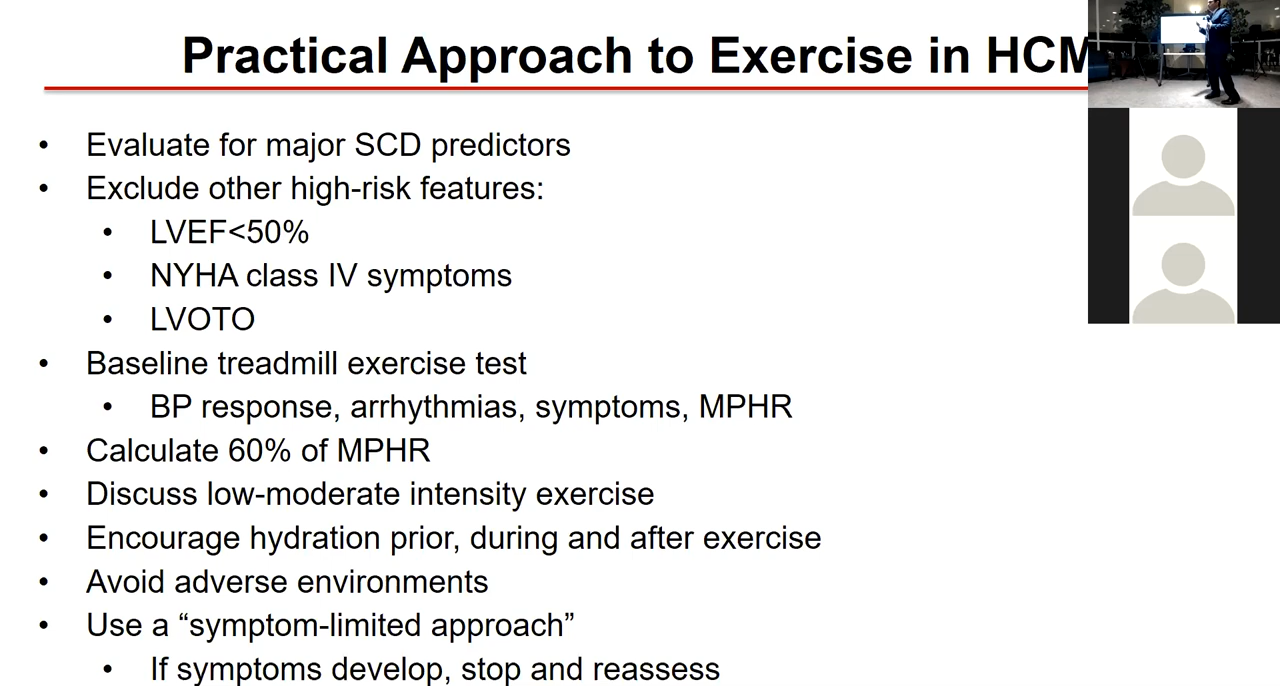 Practical Approach to Exercise in HCM
• Evaluate for major SCD predictors
• Exclude other high-risk features:
• LVEF<50%
• NYHA class IV symptoms
• LVOTO
• Baseline treadmill exercise test
• BP response, arrhythmias, symptoms, MPHR
• Calculate 60% of MPHR
• Discuss low-moderate intensity exercise
• Encourage hydration prior, during and after exercise
• Avoid adverse environments
• Use a “symptom-limited approach”
• If symptoms develop, stop and reassess